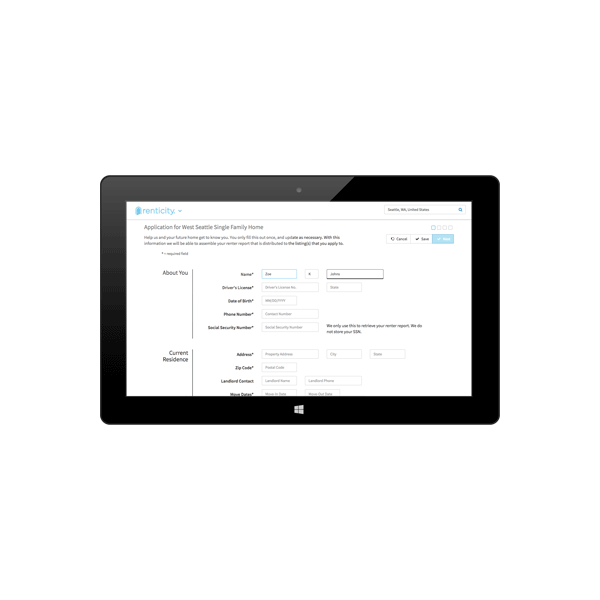 renticity.
Seattle, WA, United States
Application for West Seattle Single Family Home
Help us and your future home get to know you. You only fill this out once, and update as necessary. With this
information we will be able to assemble your renter report that is distributed to the listing(s) that you apply to.
Cancel Save Next
* = required field
About You
Name* Zoe N Johns
Driver's License* Driver's License No. State
Date of Birth* MM/DD/YYYY
Phone Number* Contact Number
Social Security Number* Social Security Number We only use this to retrieve your renter report. We do
not store your SSN.
Current
Residence
Address* Property Address City State
Zip Code* Postal Code
Landlord Contact Landlord Name Landlord Phone
Move Dates* Move In Date Move Out Date